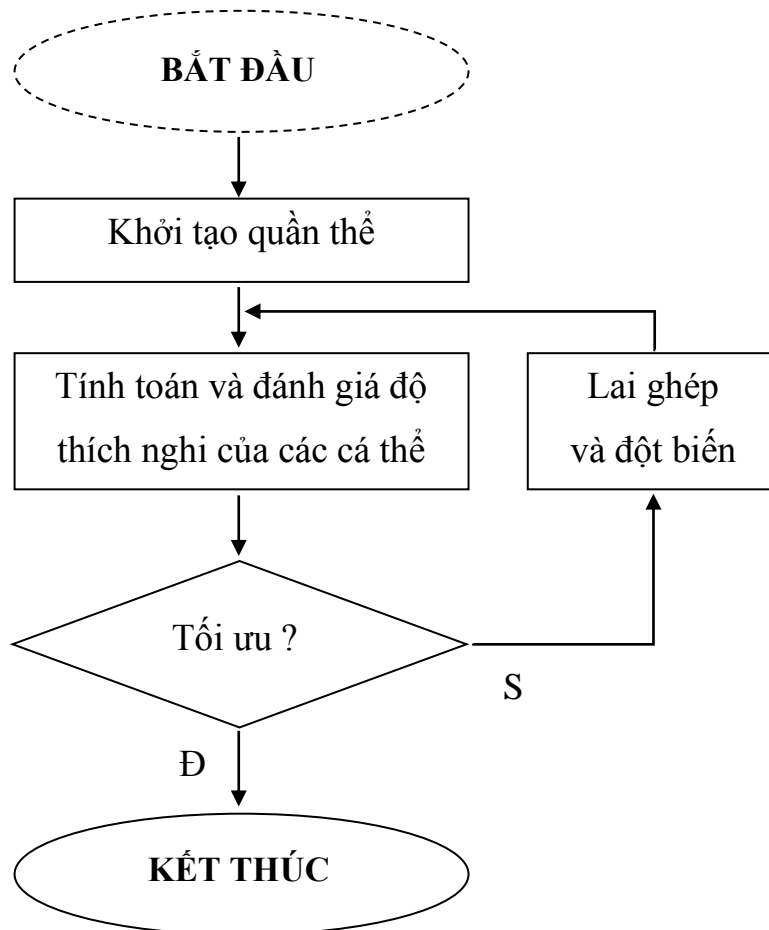 BẮT ĐẦU
Khởi tạo quần thể
Tính toán và đánh giá độ
thích nghi của các cá thể
Lai ghép
và đột biến
Tối ưu ?
S
Đ
KẾT THÚC